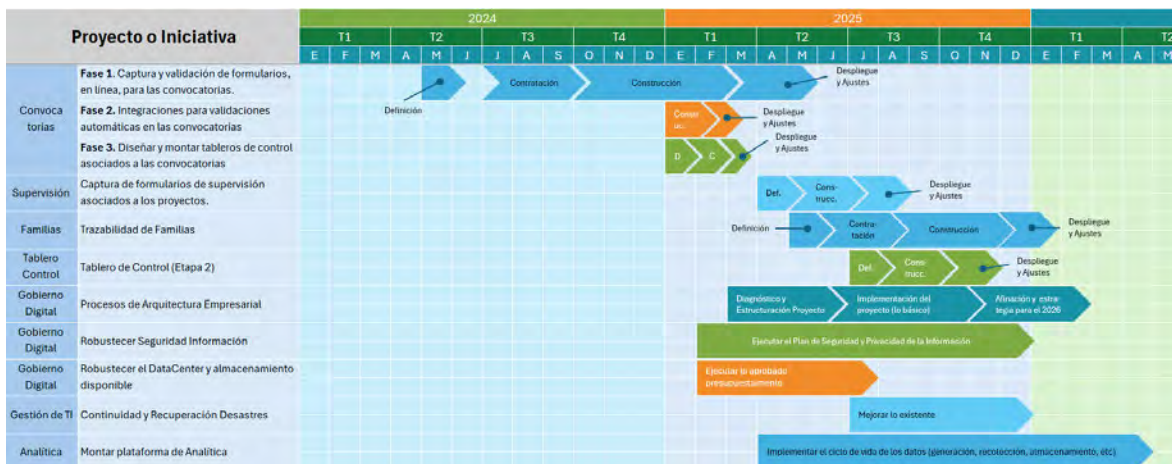 Proyecto o Iniciativa
2024
2025
T1
T2
T3
T4
T1
T2
T3
T4
T1
T2
E F M A M J J A S O N D E F M A M J J A S O N D E F M A M
Convoca
torias
Fase 1. Captura y validación de formularios,
en línea, para las convocatorias.
Definición
Contratación
Construcción
Despliegue
y Ajustes
Fase 2. Integraciones para validaciones
automáticas en las convocatorias
Construcc.
Despliegue
y Ajustes
Fase 3. Diseñar y montar tableros de control
asociados a las convocatorias
D
C
Despliegue
y Ajustes
Supervisión
Captura de formularios de supervisión
asociados a los proyectos.
Def.
Cons-
trucc.
Despliegue
y Ajustes
Familias
Trazabilidad de Familias
Definición
Contra-
tación
Construcción
Despliegue
y Ajustes
Tablero
Control
Tablero de Control (Etapa 2)
Def.
Cons-
trucc.
Despliegue
y Ajustes
Gobierno
Digital
Procesos de Arquitectura Empresarial
Diagnóstico y
Estructuración Proyecto
Implementación del
proyecto (lo básico)
Afinación y estra-
tegia para el 2026
Gobierno
Digital
Robustecer Seguridad Información
Ejecutar el Plan de Seguridad y Privacidad de la Información
Gobierno
Digital
Robustecer el DataCenter y almacenamiento
disponible
Ejecutar lo aprobado
presupuestamente
Gestión de TI
Continuidad y Recuperación Desastres
Mejorar lo existente
Analítica
Montar plataforma de Analítica
Implementar el ciclo de vida de los datos (generación, recolección, almacenamiento, etc)